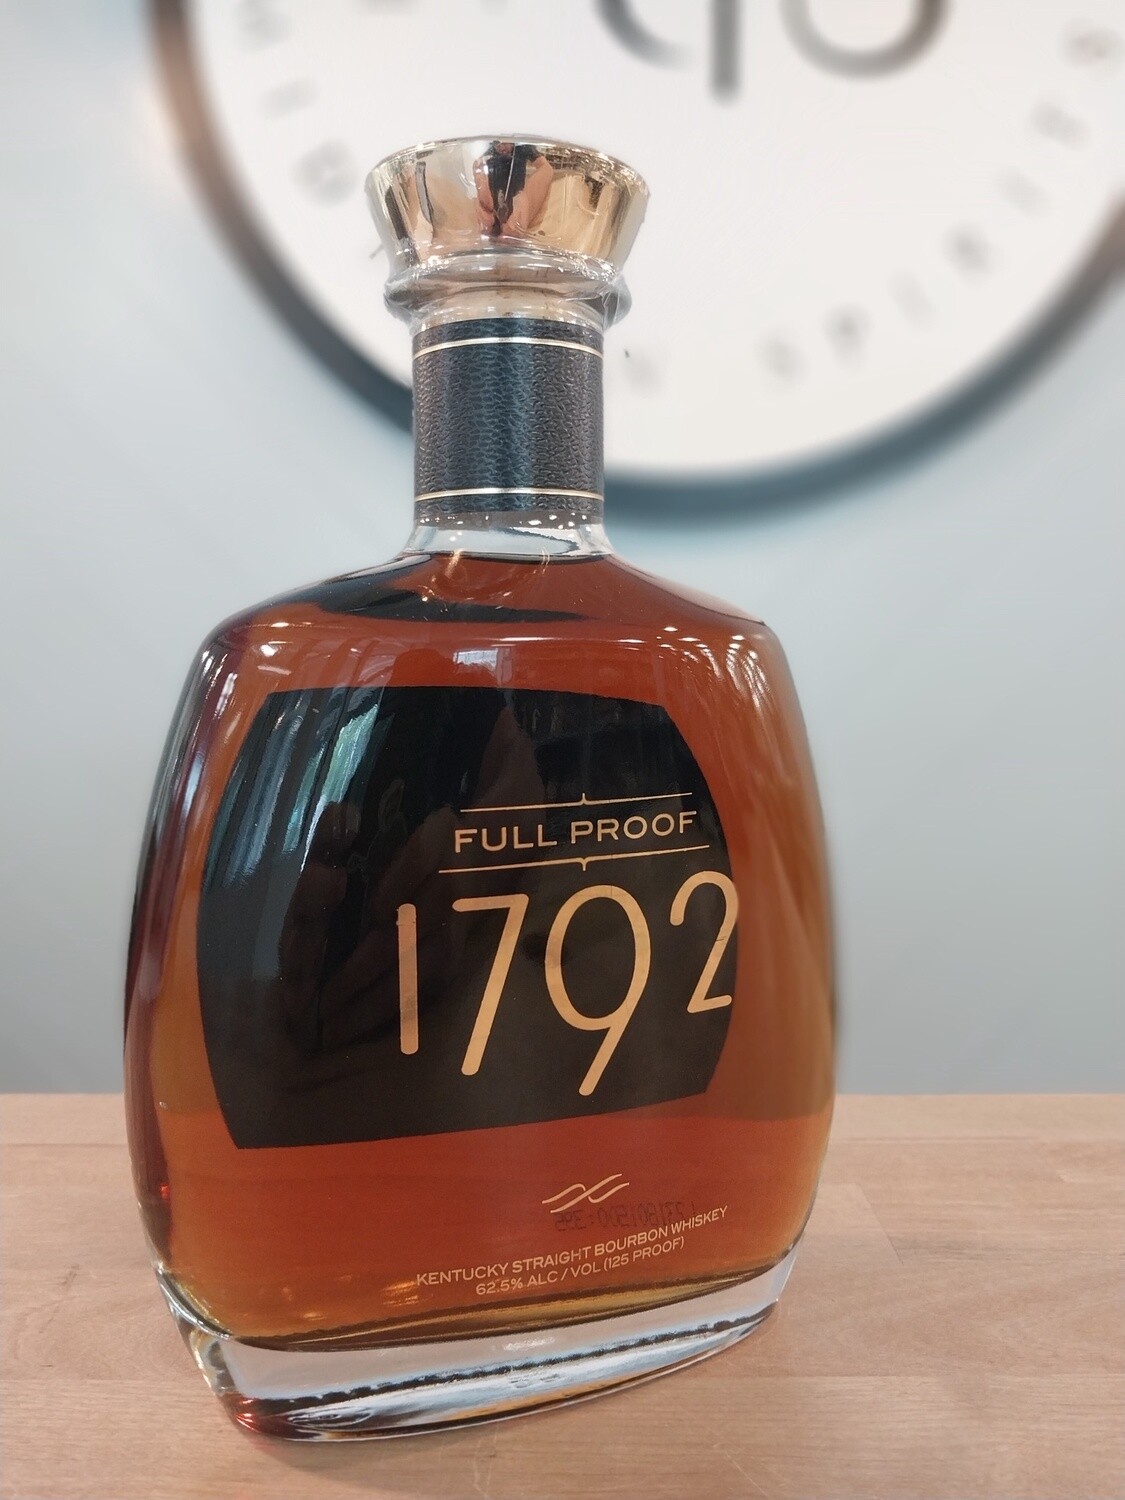 FULL PROOF
1792
KENTUCKY STRAIGHT BOURBON WHISKEY
62.5% ALC / VOL (125 PROOF)